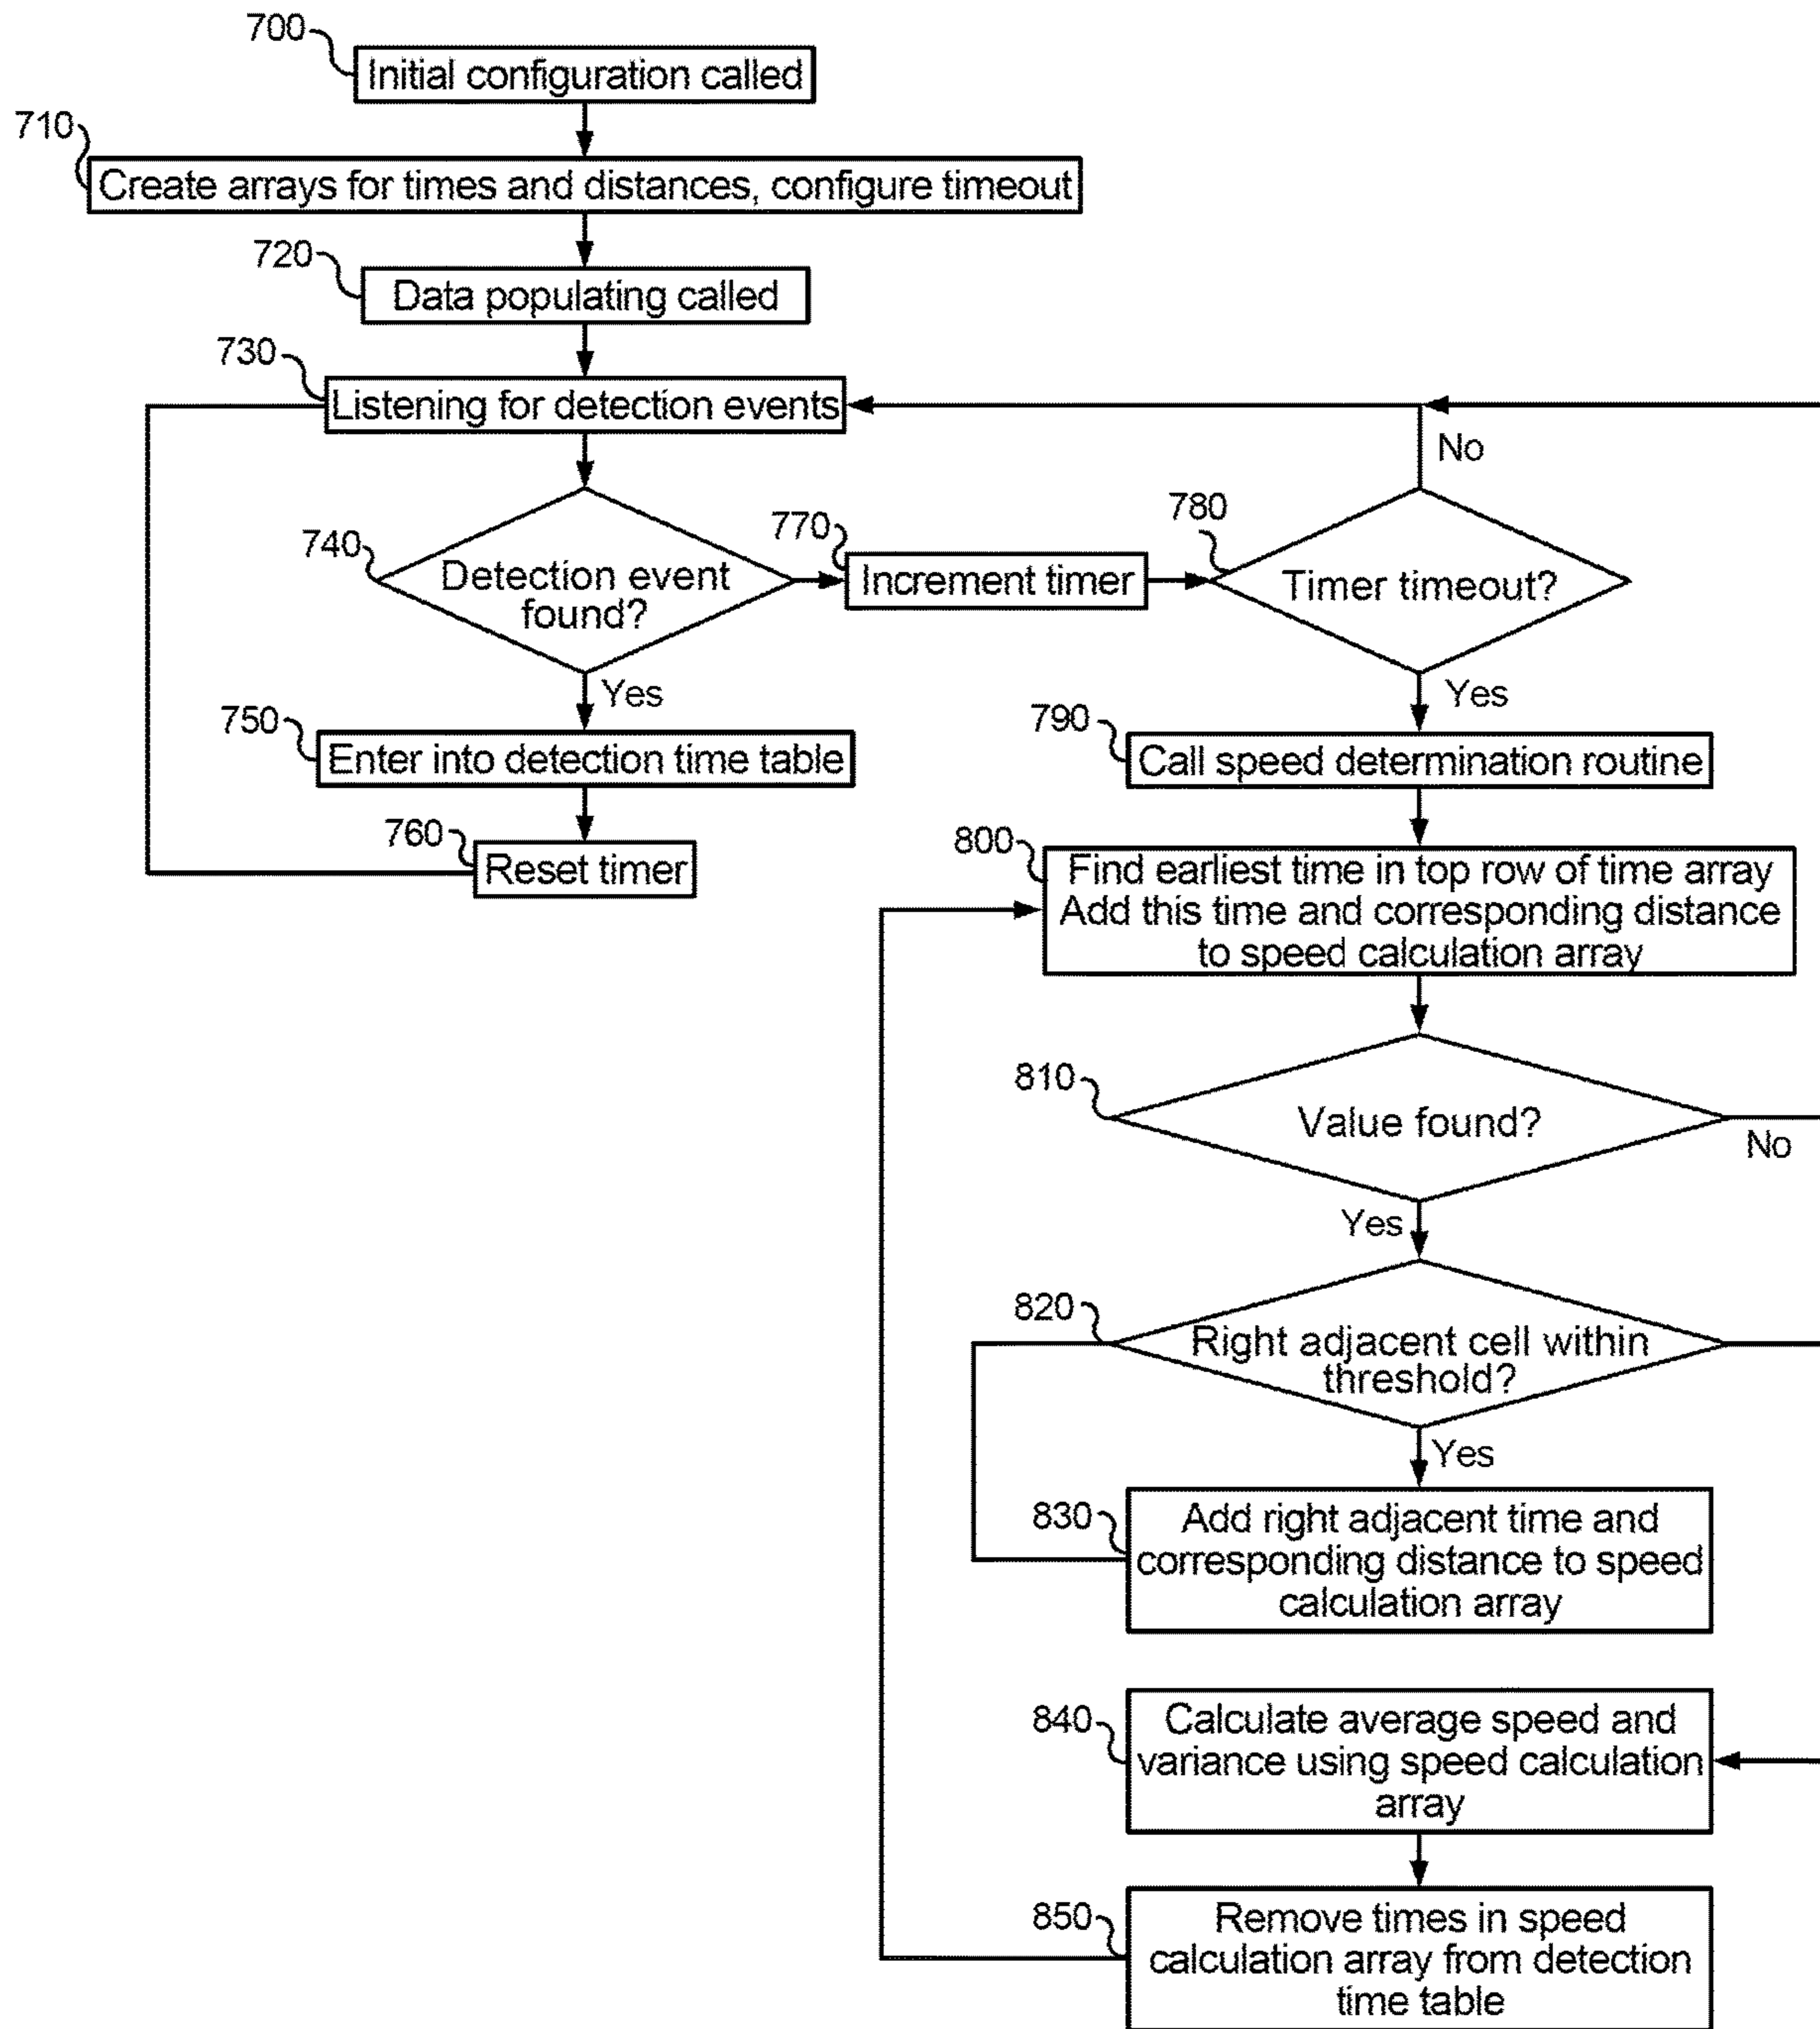 700
Initial configuration called
710
Create arrays for times and distances, configure timeout
720
Data populating called
730
Listening for detection events
No
740
Detection event
found?
770
Increment timer
780
Timer timeout?
Yes
Yes
750
Enter into detection time table
790
Call speed determination routine
760
Reset timer
800
Find earliest time in top row of time array
Add this time and corresponding distance
to speed calculation array
810
Value found?
No
Yes
820
Right adjacent cell within
threshold?
Yes
830
Add right adjacent time and
corresponding distance to speed
calculation array
840
Calculate average speed and
variance using speed calculation
array
850
Remove times in speed
calculation array from detection
time table